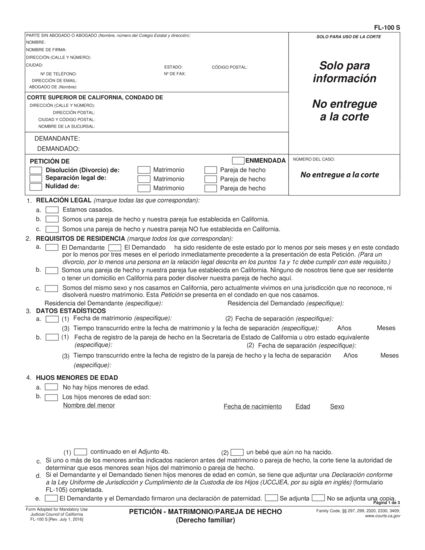 FL-100 S
PARTE SIN ABOGADO O ABOGADO (Nombre, número del Colegio Estatal y dirección):
SOLO PARA USO DE LA CORTE
NOMBRE:
NOMBRE DE FIRMA:
DIRECCIÓN (CALLE Y NÚMERO):
CIUDAD: ESTADO: CÓDIGO POSTAL:
Nº DE TELÉFONO: Nº DE FAX:
DIRECCIÓN DE EMAIL:
ABOGADO DE (Nombre):
Solo para
información
No entregue
a la corte
CORTE SUPERIOR DE CALIFORNIA, CONDADO DE
DIRECCIÓN (CALLE Y NÚMERO):
DIRECCIÓN POSTAL:
CIUDAD Y CÓDIGO POSTAL:
NOMBRE DE LA SUCURSAL:
DEMANDANTE:
DEMANDADO:
PETICIÓN DE ENMENDADA
Disolución (Divorcio) de: Matrimonio Pareja de hecho
Separación legal de: Matrimonio Pareja de hecho
Nulidad de: Matrimonio Pareja de hecho
NÚMERO DEL CASO:
No entregue a la corte
1. RELACIÓN LEGAL (marque todas las que correspondan):
a. Estamos casados.
b. Somos una pareja de hecho y nuestra pareja fue establecida en California.
c. Somos una pareja de hecho y nuestra pareja NO fue establecida en California.
2. REQUISITOS DE RESIDENCIA (marque todos los que correspondan):
a. El Demandante El Demandado ha sido residente de este estado por lo menos por seis meses y en este condado
por lo menos por tres meses en el período inmediatamente precedente a la presentación de esta Petición. (Para un
divorcio, por lo menos una persona en la relación legal descrita en los puntos 1a y 1c debe cumplir con este requisito.)
b. Somos una pareja de hecho y nuestra pareja fue establecida en California. Ninguno de nosotros tiene que ser residente
o tener un domicilio en California para poder disolver nuestra pareja de hecho aquí.
c. Somos del mismo sexo y nos casamos en California, pero actualmente vivimos en una jurisdicción que no reconoce, ni
disolverá nuestro matrimonio. Esta Petición se presenta en el condado en que nos casamos.
Residencia del Demandante (especifique): Residencia del Demandado (especifique):
3. DATOS ESTADÍSTICOS
a. (1) Fecha de matrimonio (especifique): (2) Fecha de separación (especifique):
(3) Tiempo transcurrido entre la fecha de matrimonio y la fecha de separación (especifique): Años Meses
b. (1) Fecha de registro de la pareja de hecho en la Secretaría de Estado de California u otro estado equivalente
(especifique): (2) Fecha de separación (especifique):
(3) Tiempo transcurrido entre la fecha de registro de la pareja de hecho y la fecha de separación Años Meses
(especifique):
4. HIJOS MENORES DE EDAD
a. No hay hijos menores de edad.
b. Los hijos menores de edad son:
Nombre del menor Fecha de nacimiento Edad Sexo
(1) continuado en el Adjunto 4b. (2) un bebé que aún no ha nacido.
c. Si uno o más de los menores arriba indicados nacieron antes del matrimonio o pareja de hecho, la corte tiene la autoridad de
determinar que esos menores sean hijos del matrimonio o pareja de hecho.
d. Si el Demandante y el Demandado tienen hijos menores de edad en común, se tiene que adjuntar una Declaración conforme
a la Ley Uniforme de Jurisdicción y Cumplimiento de la Custodia de los Hijos (UCCJEA, por su sigla en inglés) (formulario
FL-105) completada.
e. El Demandante y el Demandado firmaron una declaración de paternidad. Se adjunta No se adjunta una copia.
Página 1 de 3
Form Adopted for Mandatory Use
Judicial Council of California
FL-100 S [Rev. July 1, 2016]
PETICIÓN - MATRIMONIO/PAREJA DE HECHO
(Derecho familiar)
Family Code, §§ 297, 299, 2320, 2330, 3409;
www.courts.ca.gov